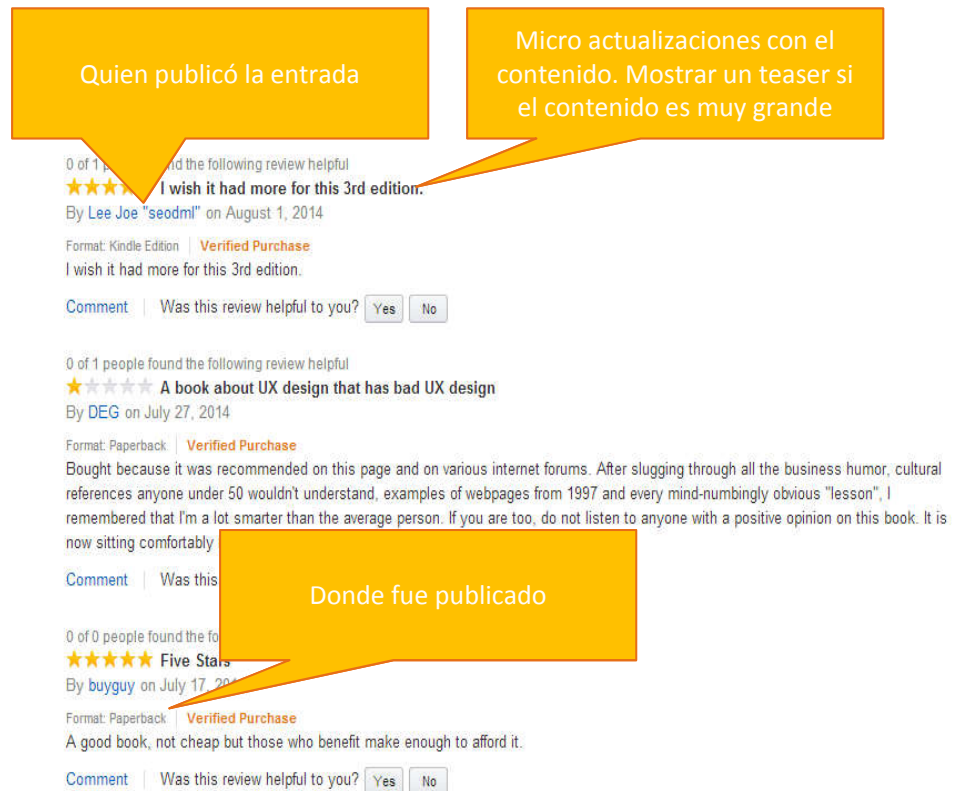 Quien publicó la entrada
Micro actualizaciones con el
contenido. Mostrar un teaser si
el contenido es muy grande
0 of 1 the following review helpful
I wish it had more for this 3rd edition.
By Lee Joe "seodml" on August 1, 2014
Format: Kindle Edition | Verified Purchase
I wish it had more for this 3rd edition.
Comment | Was this review helpful to you? Yes No
0 of 1 people found the following review helpful
A book about UX design that has bad UX design
By DEG on July 27, 2014
Format: Paperback | Verified Purchase
Bought because it was recommended on this page and on various internet forums. After slugging through all the business humor, cultural
references anyone under 50 wouldn't understand, examples of webpages from 1997 and every mind-numbingly obvious "lesson", I
remembered that I'm a lot smarter than the average person. If you are too, do not listen to anyone with a positive opinion on this book. It is
now sitting comfortably
Comment | Was this
Donde fue publicado
0 of 0 people found the
Five Stars
By buyguy on July 17,
Format: Paperback | Verified Purchase
A good book, not cheap but those who benefit make enough to afford it.
Comment | Was this review helpful to you? Yes No